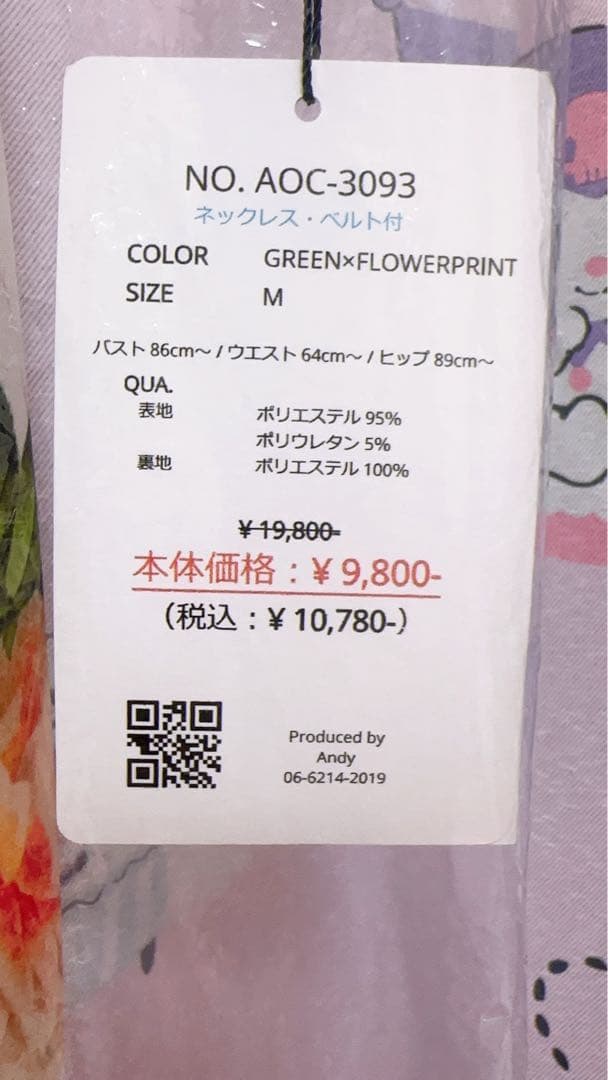 NO. AOC-3093
ネックレス・ベルト付
COLOR GREEN×FLOWERPRINT
SIZE M
バスト 86cm〜 / ウエスト 64cm〜 / ヒップ 89cm〜
QUA.
表地 ポリエステル 95%
ポリウレタン 5%
裏地 ポリエステル 100%
¥ 19,800-
本体価格：¥ 9,800-
（税込：¥ 10,780-）
Produced by
Andy
06-6214-2019